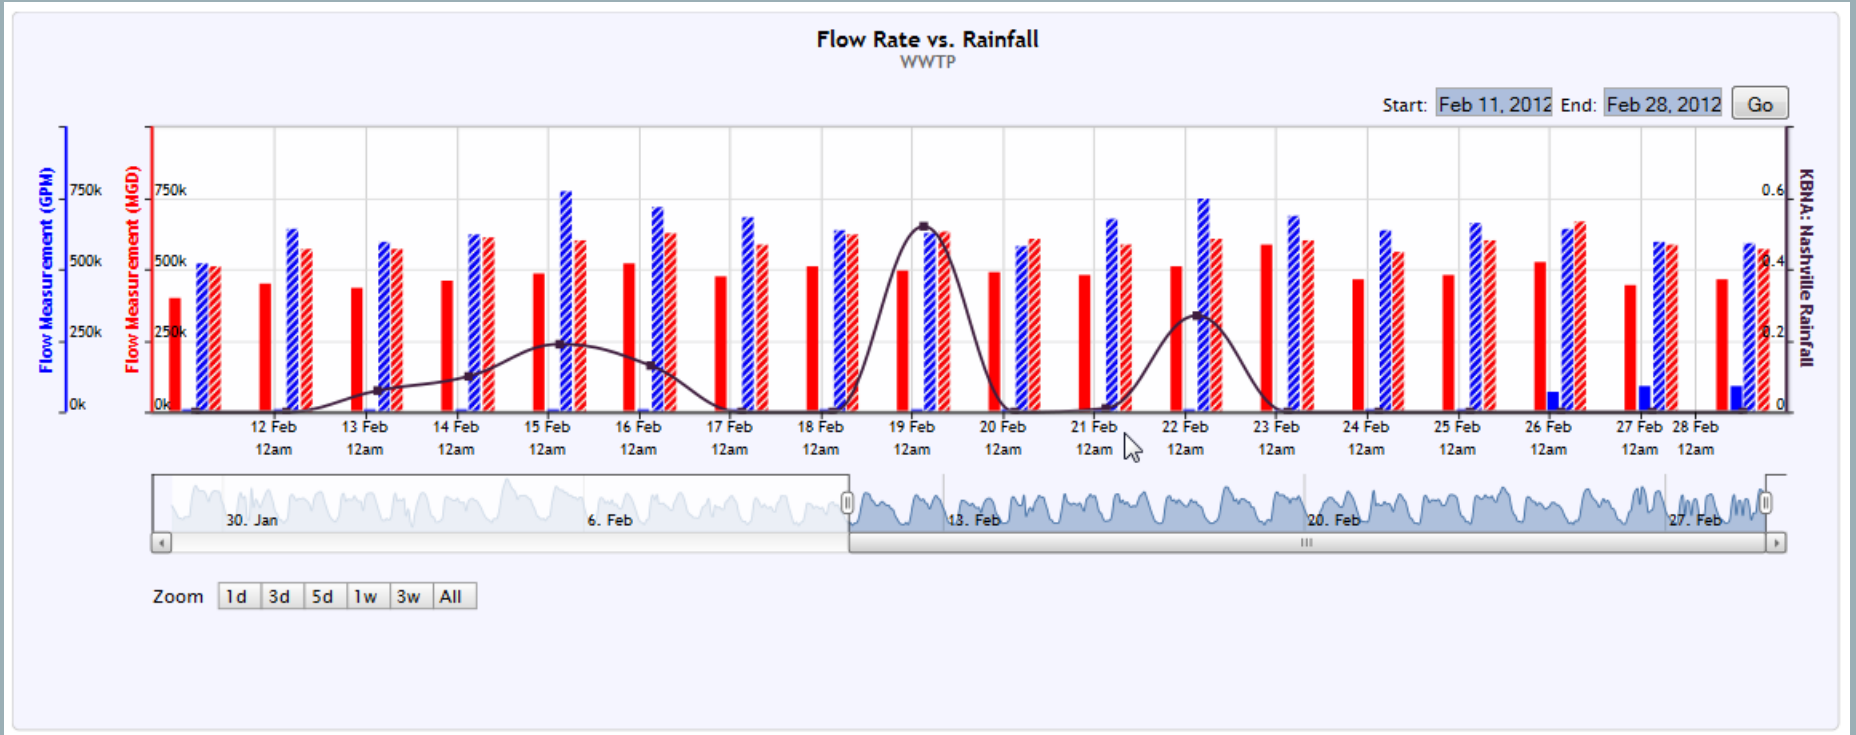 Flow Rate vs. Rainfall
WWTP
Start: Feb 11, 2012 End: Feb 28, 2012 Go
Flow Measurement (GPM)
750k
500k
250k
0k
Flow Measurement (MGD)
750k
500k
250k
0k
0.6
0.4
0.2
0
KBNA: Nashville Rainfall
12 Feb 13 Feb 14 Feb 15 Feb 16 Feb 17 Feb 18 Feb 19 Feb 20 Feb 21 Feb 22 Feb 23 Feb 24 Feb 25 Feb 26 Feb 27 Feb 28 Feb
12am 12am 12am 12am 12am 12am 12am 12am 12am 12am 12am 12am 12am 12am 12am 12am 12am
30. Jan 6. Feb 13. Feb 20. Feb 27. Feb
Zoom 1d 3d 5d 1w 3w All